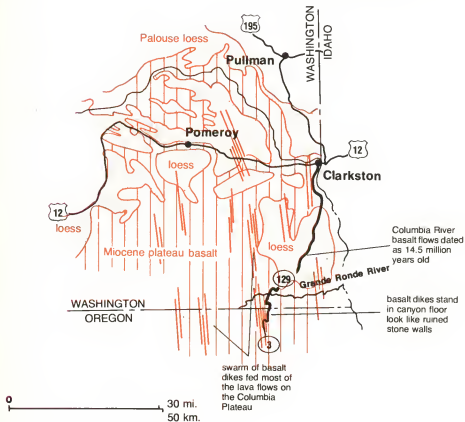 195
Palouse loess
Pullman
WASHINGTON
IDAHO
Pomeroy
12
loess
Clarkston
12
loess
Miocene plateau basalt
loess
Columbia River
basalt flows dated
as 14.5 million
years old
129
Grande Ronde River
WASHINGTON
OREGON
basalt dikes stand
in canyon floor
look like ruined
stone walls
3
swarm of basalt
dikes fed most of
the lava flows on
the Columbia
Plateau
0
30 mi.
50 km.